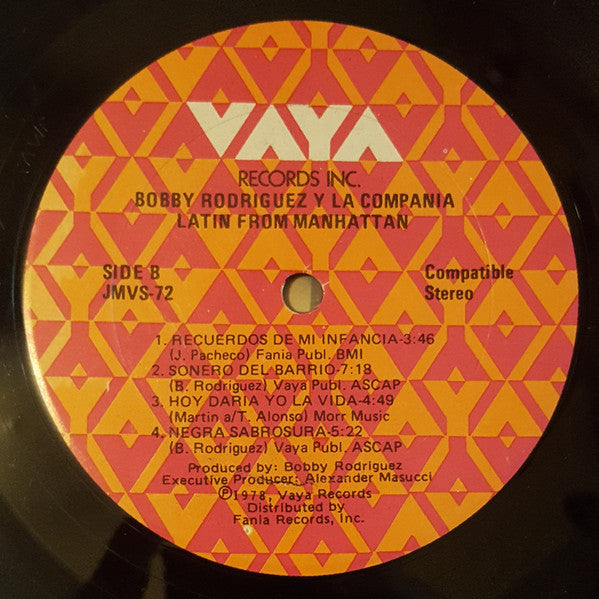 VAYA
RECORDS INC.
BOBBY RODRIGUEZ Y LA COMPANIA
LATIN FROM MANHATTAN
SIDE B
JMVS-72
Compatible
Stereo
1. RECUERDOS DE MI INFANCIA-3:46
(J. Pacheco) Fania Publ. BMI
2. SONERO DEL BARRIO-7:18
(B. Rodriguez) Vaya Publ. ASCAP
3. HOY DARIA YO LA VIDA-4:49
(Martin a/T. Alonso) Morr Music
4. NEGRA SABROSURA-5:22
(B. Rodriguez) Vaya Publ. ASCAP
Produced by: Bobby Rodriguez
Executive Producer: Alexander Masucci
Ⓟ1978, Vaya Records
Distributed by
Fania Records, Inc.